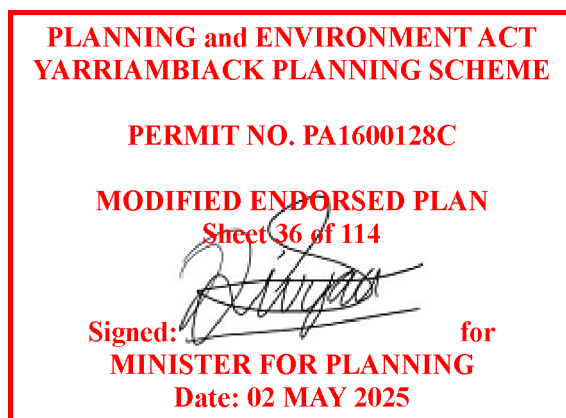 PLANNING and ENVIRONMENT ACT
YARRIAMBIACK PLANNING SCHEME
PERMIT NO. PA1600128C
MODIFIED ENDORSED PLAN
Sheet 36 of 114
Signed: for
MINISTER FOR PLANNING
Date: 02 MAY 2025